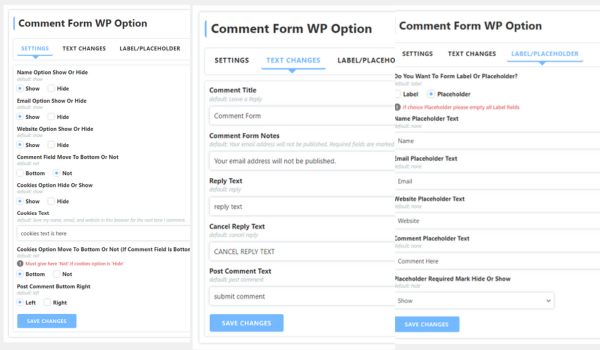 Comment Form WP Option
SETTINGS
TEXT CHANGES
LABEL/PLACEHOLDER
Name Option Show Or Hide
default: show
Show
Hide
Email Option Show Or Hide
default: show
Show
Hide
Website Option Show Or Hide
default: show
Show
Hide
Comment Field Move To Bottom Or Not
default: not
Bottom
Not
Cookies Option Hide Or Show
default: show
Show
Hide
Cookies Text
default: Save my name, email, and website in this browser for the next time I comment
cookies text is here
Cookies Option Move To Bottom Or Not (If Comment Field Is Bottom
default: not
Must give here 'Not' if cookies option is 'Hide'
Bottom
Not
Post Comment Buttom Right
default: left
Left
Right
SAVE CHANGES
Comment Form WP Option
SETTINGS
TEXT CHANGES
LABEL/PLACEHO
Comment Title
default: Leave a Reply
Comment Form
Comment Form Notes
default: Your email address will not be published. Required fields are marked
Your email address will not be published.
Reply Text
default: reply
reply text
Cancel Reply Text
default: cancel reply
CANCEL REPLY TEXT
Post Comment Text
default: post comment
submit comment
SAVE CHANGES
Comment Form WP Option
SETTINGS
TEXT CHANGES
LABEL/PLACEHOLDER
Do You Want To Form Label Or Placeholder?
default: label
Label
Placeholder
If choice Placeholder please empty all Label fields
Name Placeholder Text
default: none
Name
Email Placeholder Text
default: none
Email
Website Placeholder Text
default: none
Website
Comment Placeholder Text
default: none
Comment Here
Placeholder Required Mark Hide Or Show
default: hide
Show
SAVE CHANGES